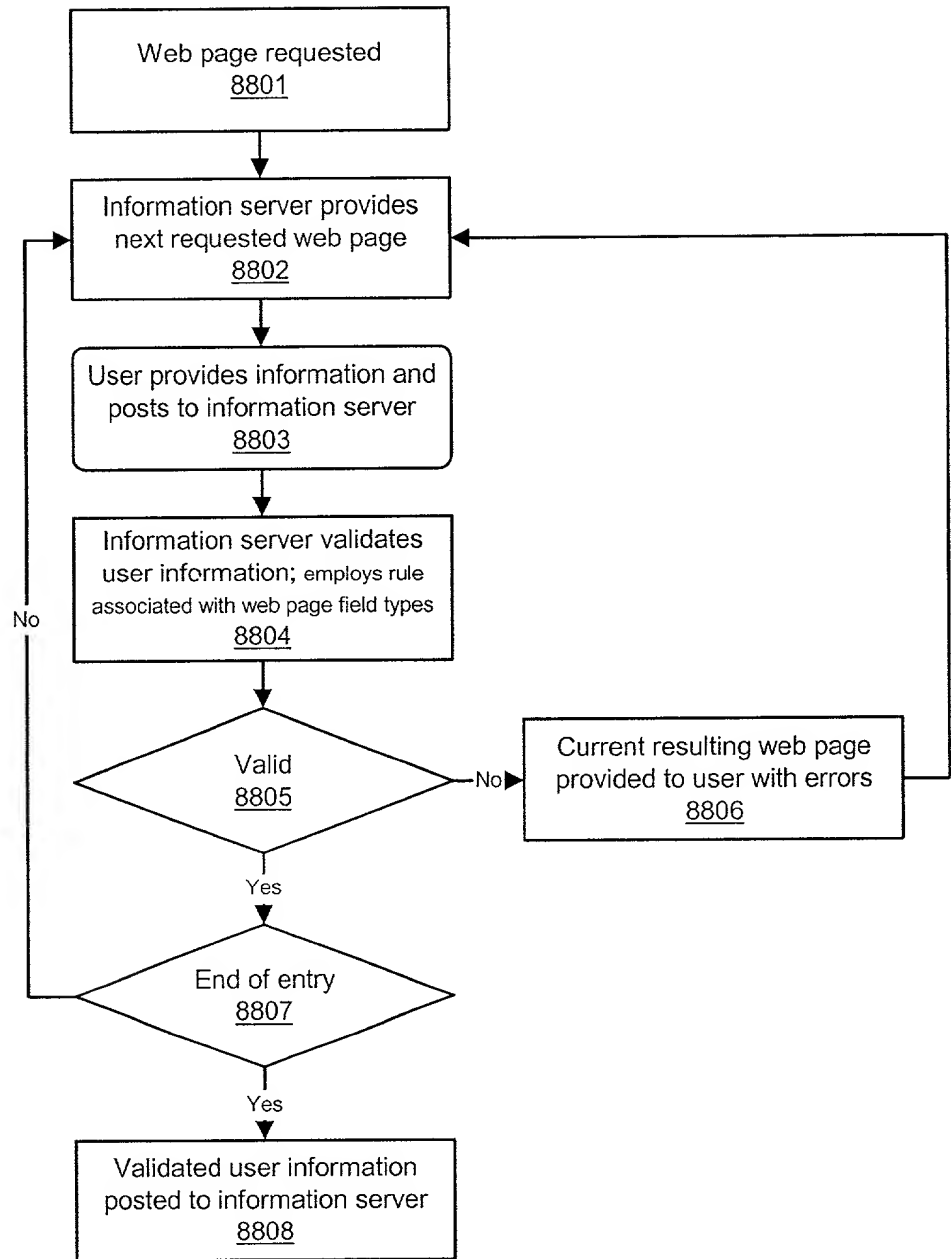 Web page requested
8801
Information server provides
next requested web page
8802
User provides information and
posts to information server
8803
Information server validates
user information; employs rule
associated with web page field types
8804
No
Valid
8805
No
Current resulting web page
provided to user with errors
8806
Yes
End of entry
8807
Yes
Validated user information
posted to information server
8808